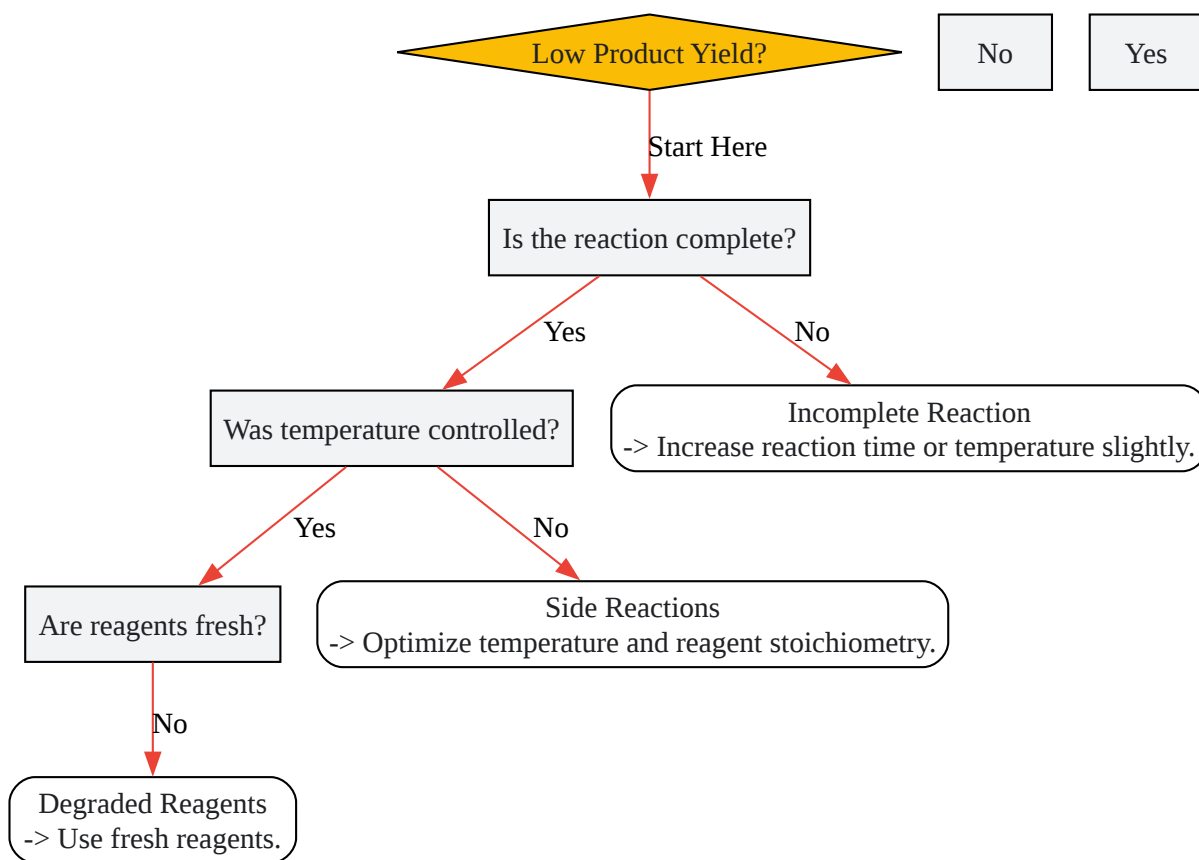 Low Product Yield?
No
Yes
Start Here
Is the reaction complete?
Yes
No
Was temperature controlled?
Incomplete Reaction
-> Increase reaction time or temperature slightly.
Yes
No
Are reagents fresh?
Side Reactions
-> Optimize temperature and reagent stoichiometry.
No
Degraded Reagents
-> Use fresh reagents.